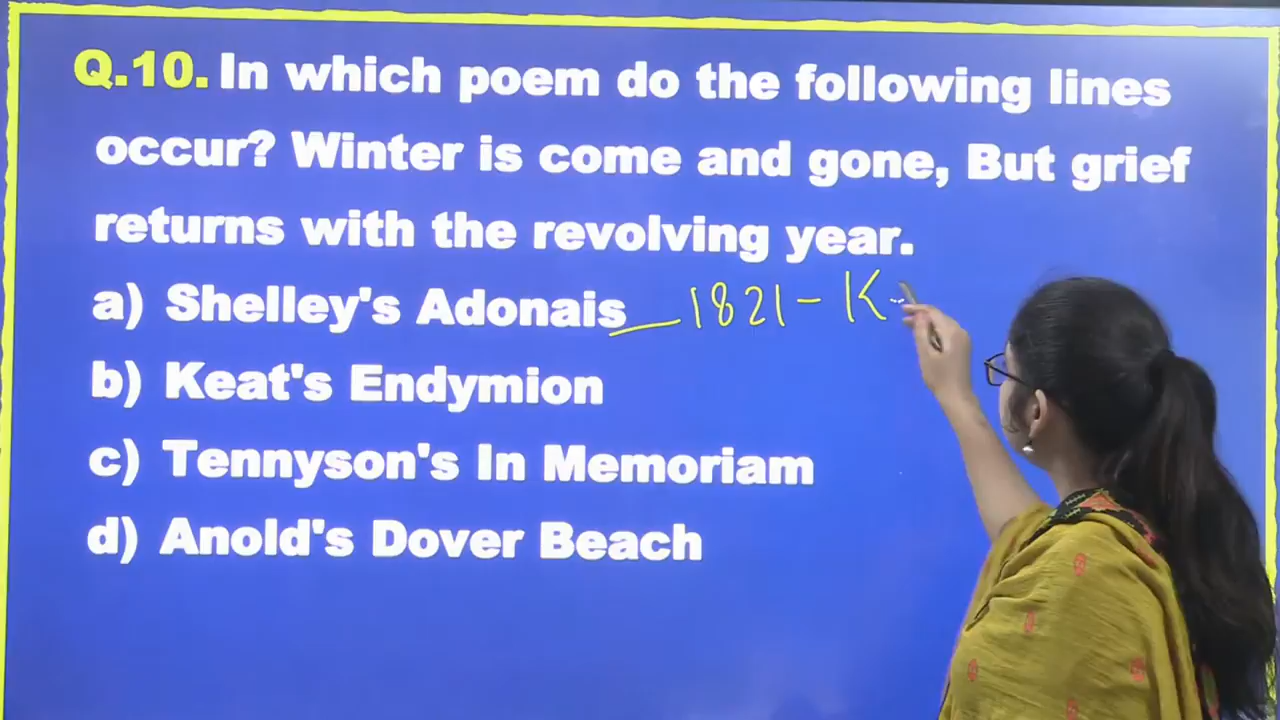 Q.10. In which poem do the following lines
occur? Winter is come and gone, But grief
returns with the revolving year.
a) Shelley's Adonais 1821 - K
b) Keat's Endymion
c) Tennyson's In Memoriam
d) Anold's Dover Beach